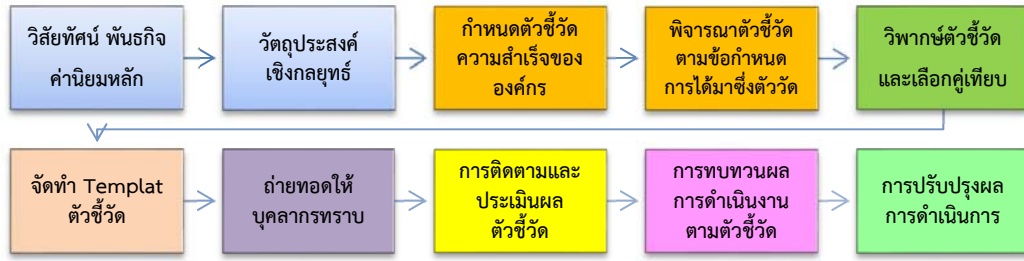 วิสัยทัศน์ พันธกิจ
ค่านิยมหลัก
วัตถุประสงค์
เชิงกลยุทธ์
กำหนดตัวชี้วัด
ความสำเร็จของ
องค์กร
พิจารณาตัวชี้วัด
ตามข้อกำหนด
การได้มาซึ่งตัววัด
วิพากษ์ตัวชี้วัด
และเลือกคู่เทียบ
จัดทำ Templat
ตัวชี้วัด
ถ่ายทอดให้
บุคลากรทราบ
การติดตามและ
ประเมินผล
ตัวชี้วัด
การทบทวนผล
การดำเนินงาน
ตามตัวชี้วัด
การปรับปรุงผล
การดำเนินการ